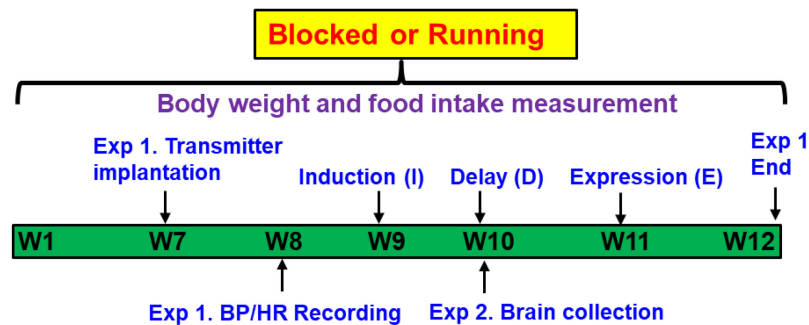 Blocked or Running
Body weight and food intake measurement
Exp 1. Transmitter
implantation
Induction (I)
Delay (D)
Expression (E)
Exp 1
End
W1 W7 W8 W9 W10 W11 W12
Exp 1. BP/HR Recording
Exp 2. Brain collection